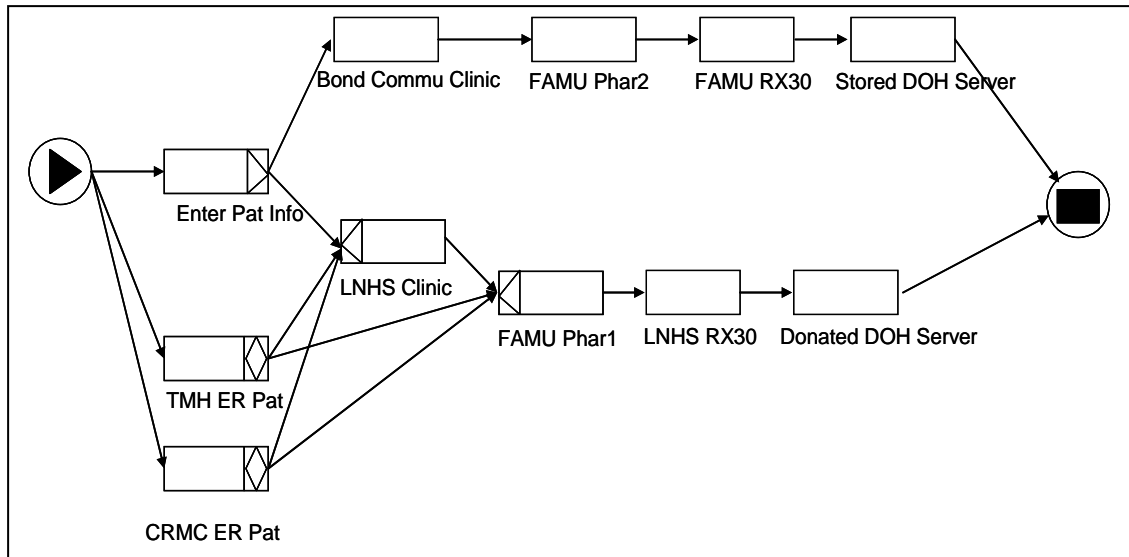 Bond Commu Clinic
FAMU Phar2
FAMU RX30
Stored DOH Server
Enter Pat Info
LNHS Clinic
FAMU Phar1
LNHS RX30
Donated DOH Server
TMH ER Pat
CRMC ER Pat